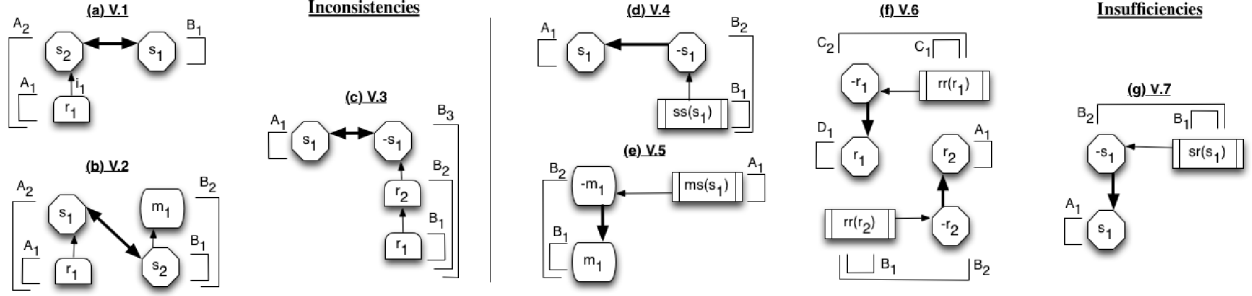 Inconsistencies
Insufficiencies
(a) V.1
A2
s2
s1
B1
A1
i1
r1
(b) V.2
A2
s1
m1
B2
A1
r1
s2
B1
(c) V.3
A1
s1
-s1
B3
B2
r2
B1
r1
(d) V.4
A1
s1
-s1
B2
ss(s1)
B1
(e) V.5
B2
-m1
ms(s1)
A1
B1
m1
(f) V.6
C2
C1
-r1
rr(r1)
D1
r1
r2
A1
rr(r2)
-r2
B1
B2
(g) V.7
B2
B1
-s1
sr(s1)
A1
s1